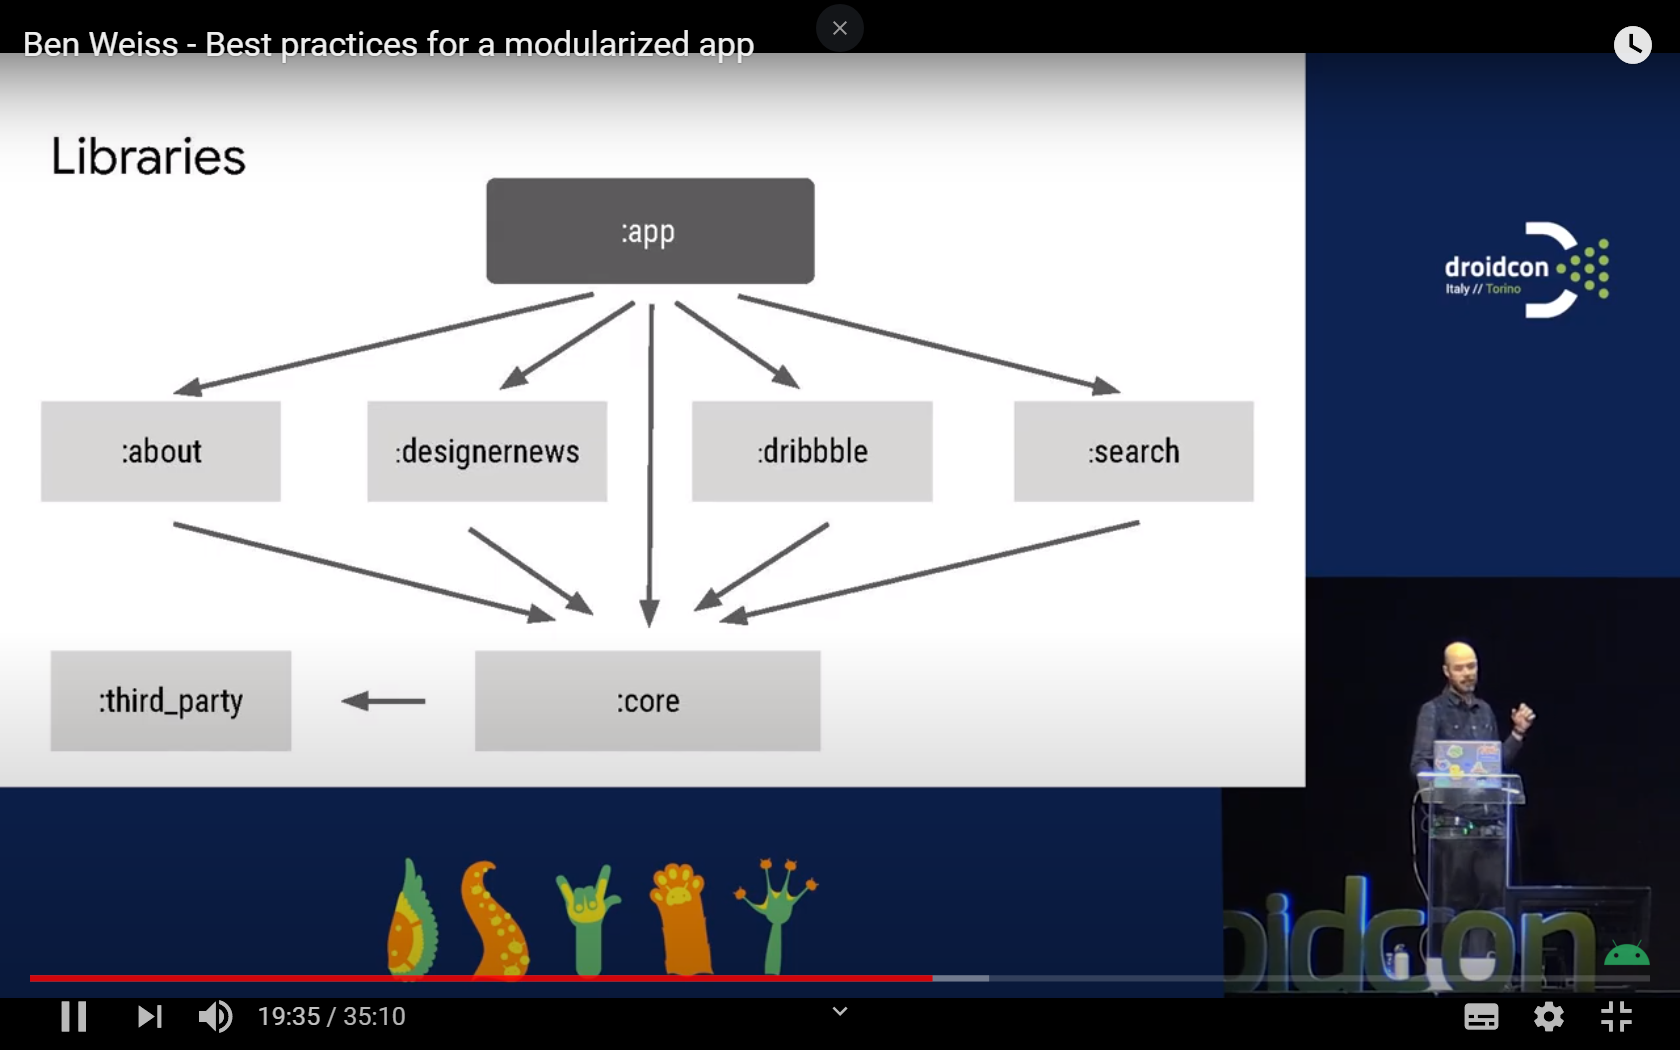 Ben Weiss - Best practices for a modularized app
Libraries
:app
:about
:designernews
:dribbble
:search
:third_party
:core
droidcon
Italy // Torino
oidcon
19:35 / 35:10